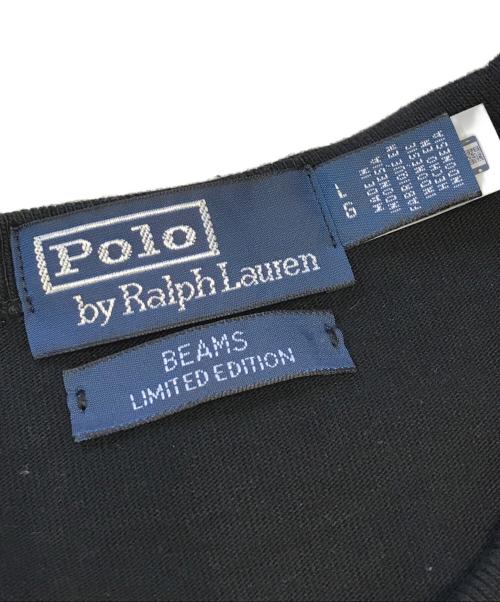 Polo
by Ralph Lauren
BEAMS
LIMITED EDITION
L
G
MADE IN
INDONESIA
FABRIQUÉ EN
INDONÉSIE
HECHO EN
INDONESIA